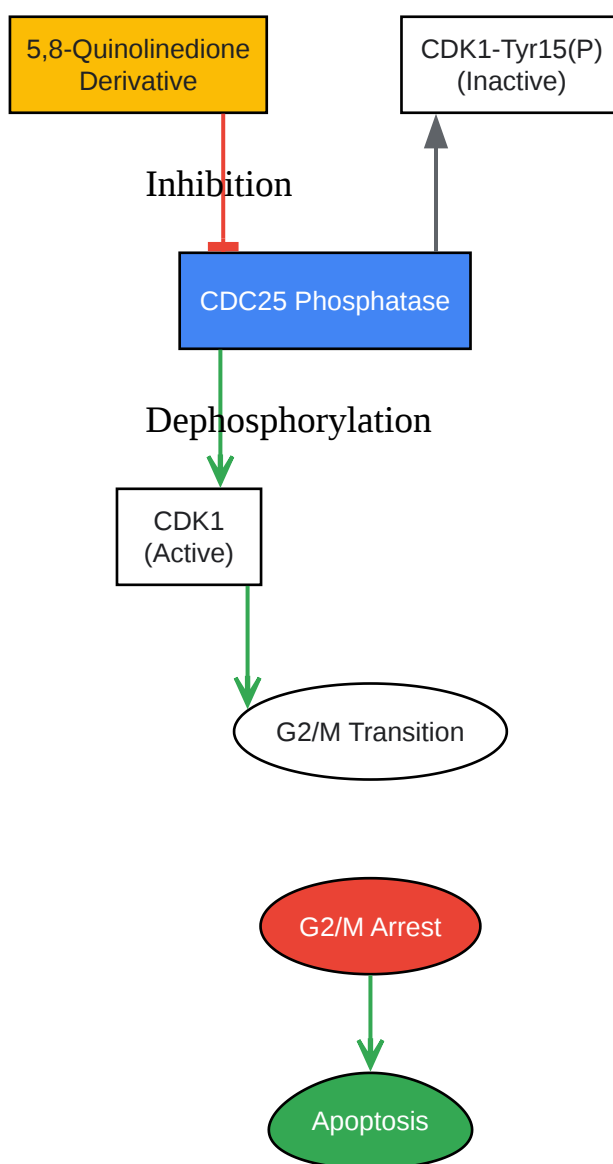 5,8-Quinolinedione
Derivative
CDK1-Tyr15(P)
(Inactive)
Inhibition
CDC25 Phosphatase
Dephosphorylation
CDK1
(Active)
G2/M Transition
G2/M Arrest
Apoptosis